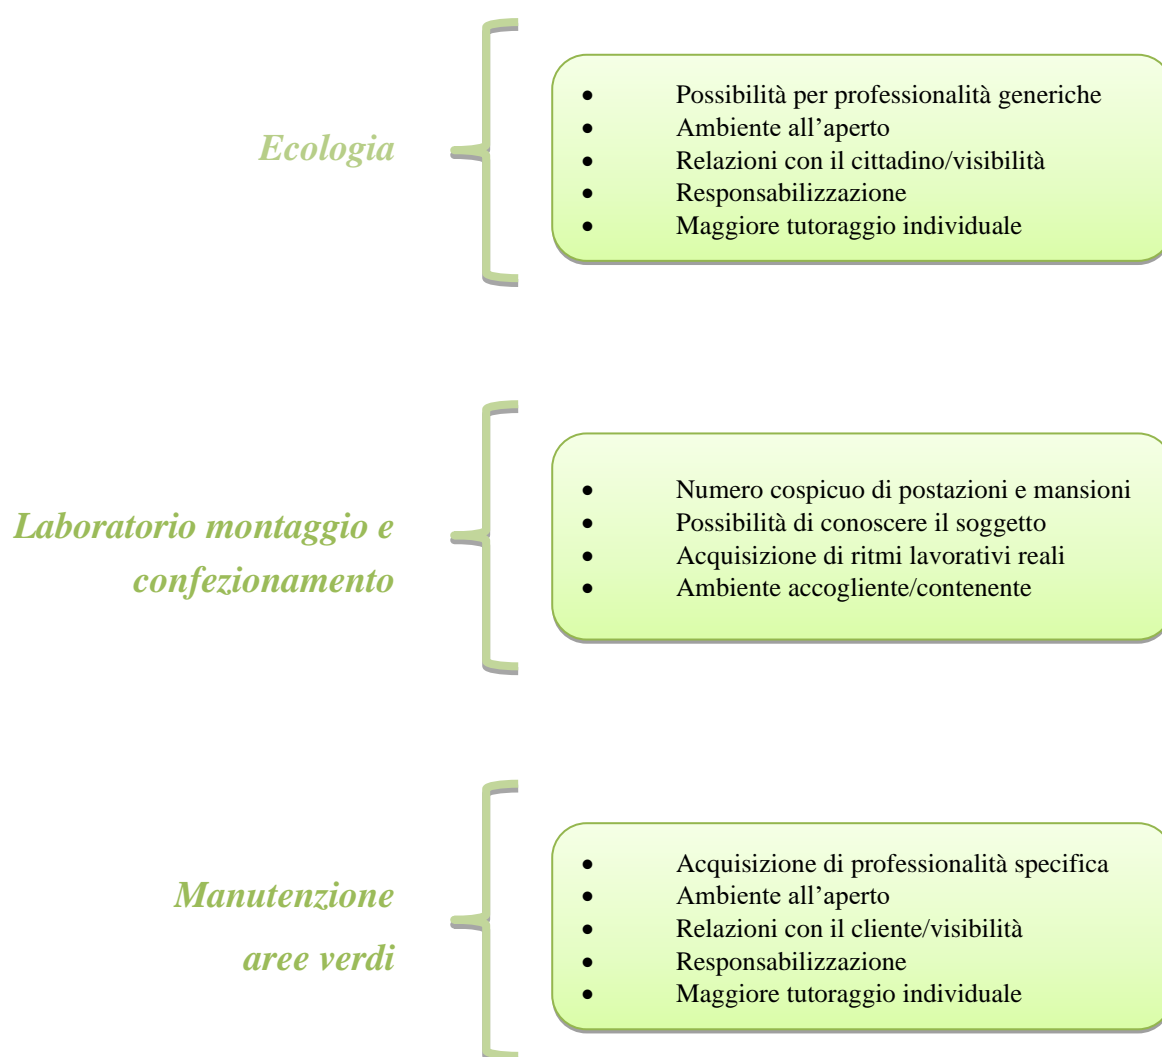 Ecologia
• Possibilità per professionalità generiche
• Ambiente all’aperto
• Relazioni con il cittadino/visibilità
• Responsabilizzazione
• Maggiore tutoraggio individuale
Laboratorio montaggio e
confezionamento
• Numero cospicuo di postazioni e mansioni
• Possibilità di conoscere il soggetto
• Acquisizione di ritmi lavorativi reali
• Ambiente accogliente/contenente
Manutenzione
aree verdi
• Acquisizione di professionalità specifica
• Ambiente all’aperto
• Relazioni con il cliente/visibilità
• Responsabilizzazione
• Maggiore tutoraggio individuale